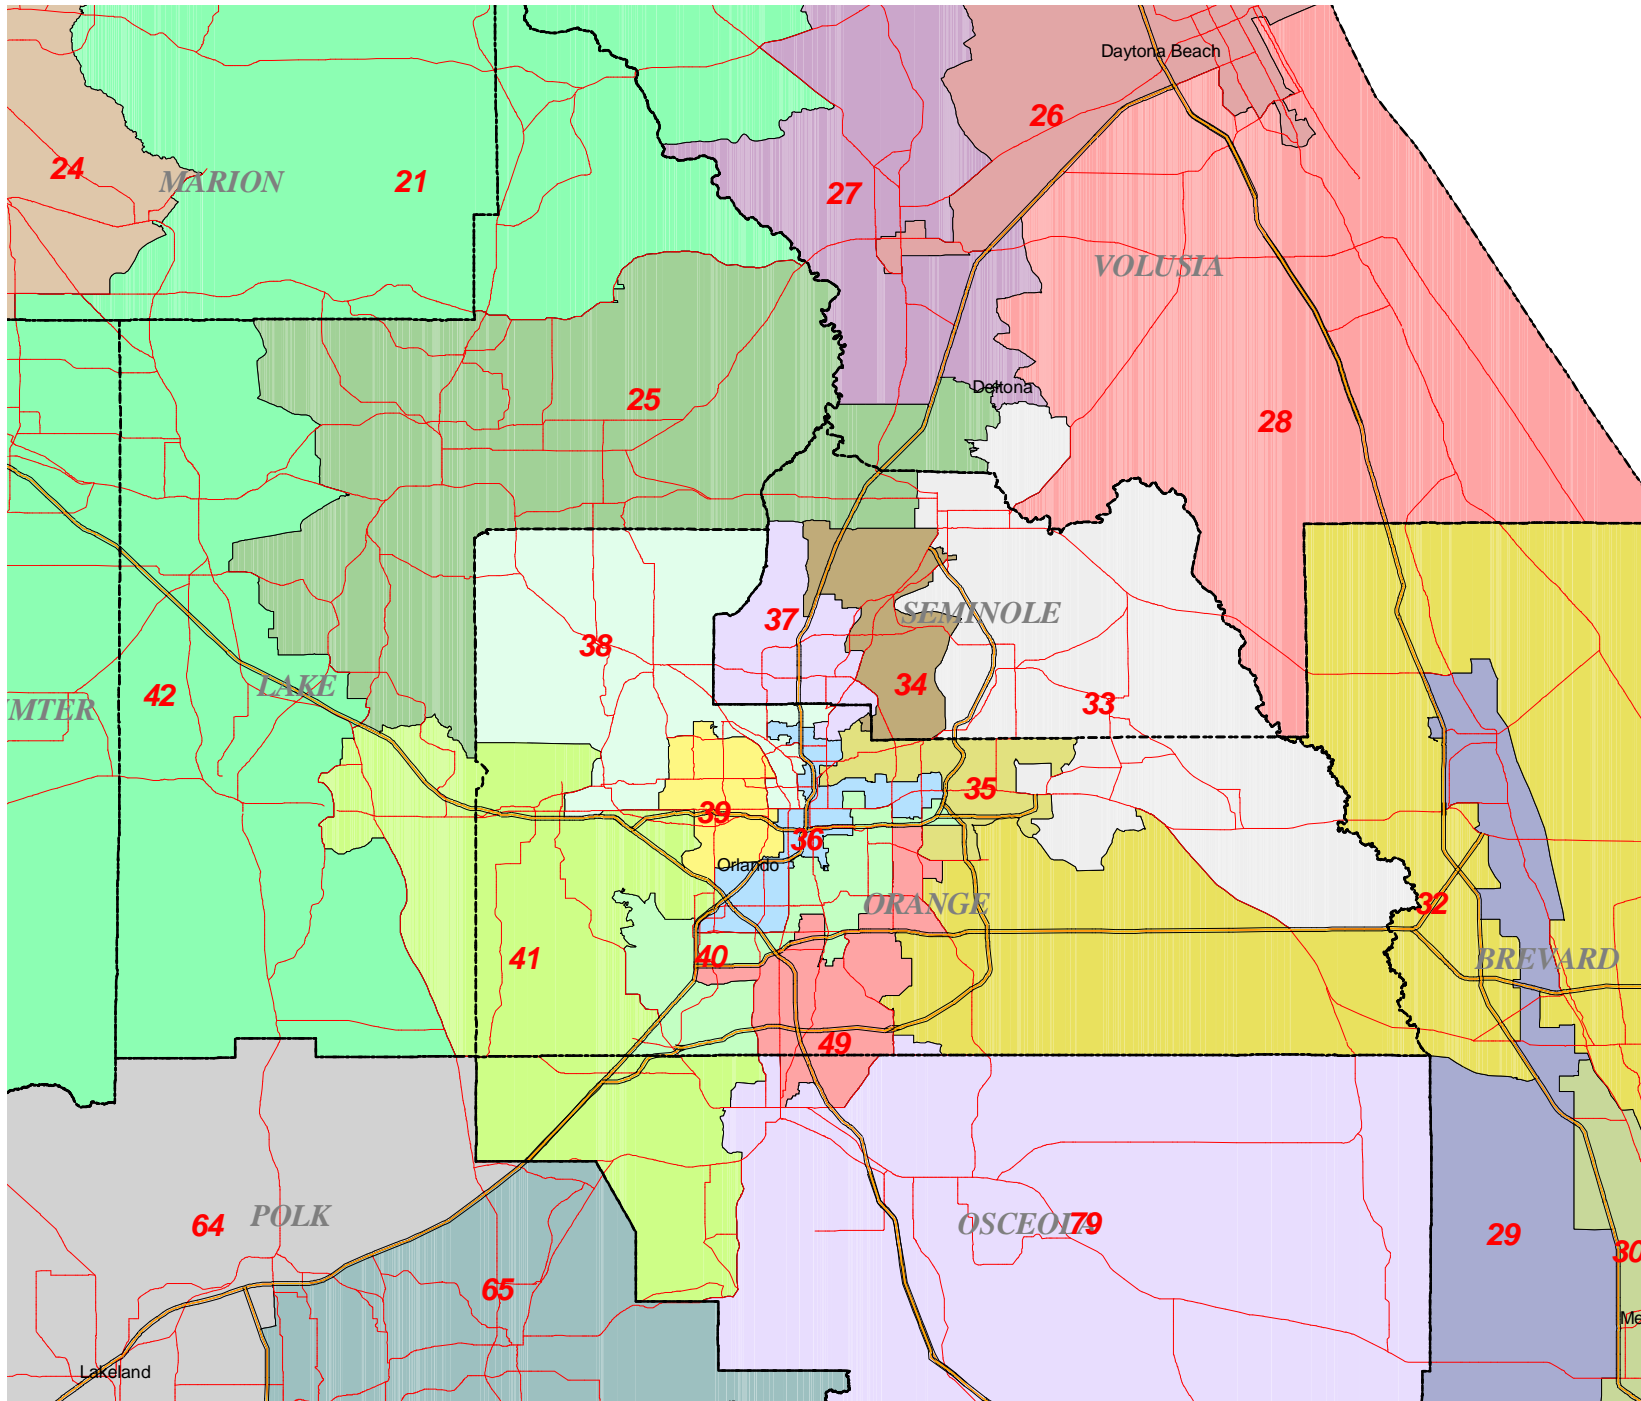 Daytona Beach
26
24
MARION
21
27
VOLUSIA
Deltona
25
28
SEMINOLE
37
38
34
LAKE
42
MTER
33
35
39
36
Orlando
ORANGE
32
41
40
BREVARD
49
POLK
64
OSCEOLA
79
29
30
65
Me
Lakeland